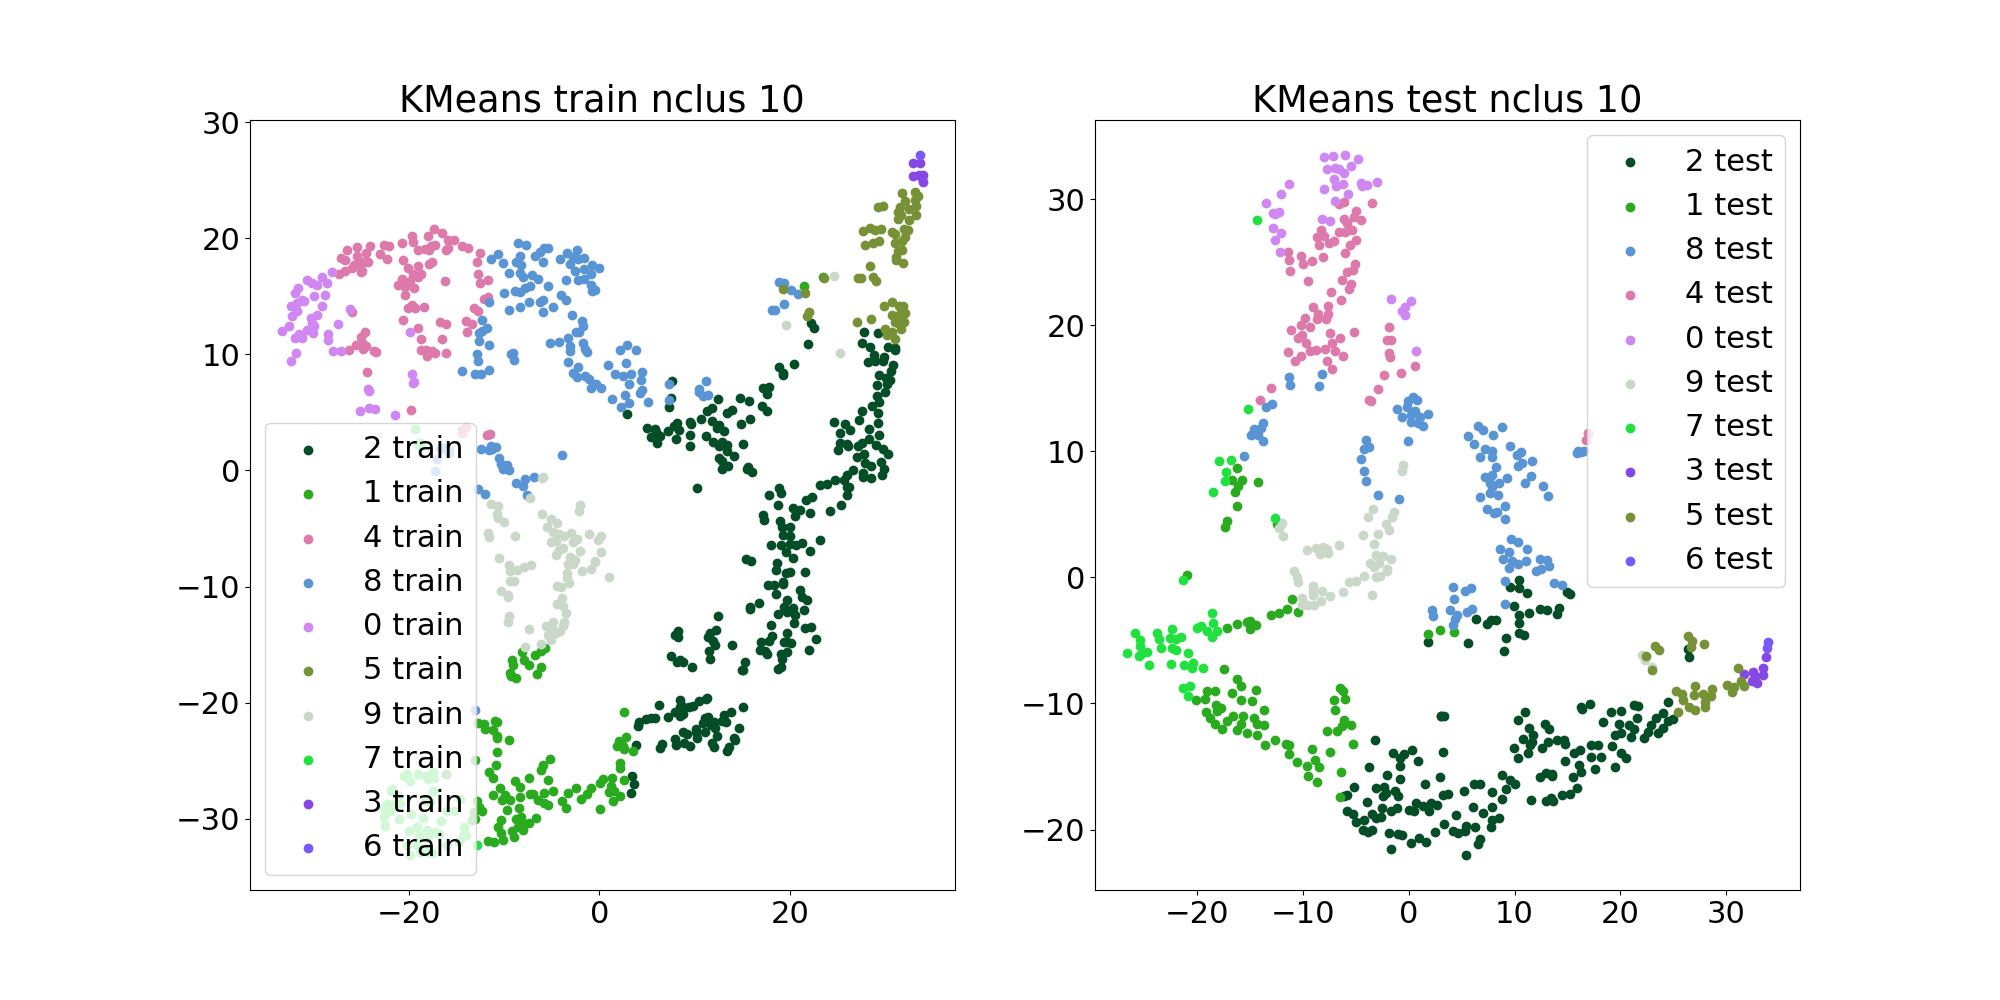 KMeans train nclus 10
30
20
10
0
−10
−20
−30
−20
0
20
2 train
1 train
4 train
8 train
0 train
5 train
9 train
7 train
3 train
6 train
KMeans test nclus 10
30
20
10
0
−10
−20
−20
−10
0
10
20
30
2 test
1 test
8 test
4 test
0 test
9 test
7 test
3 test
5 test
6 test